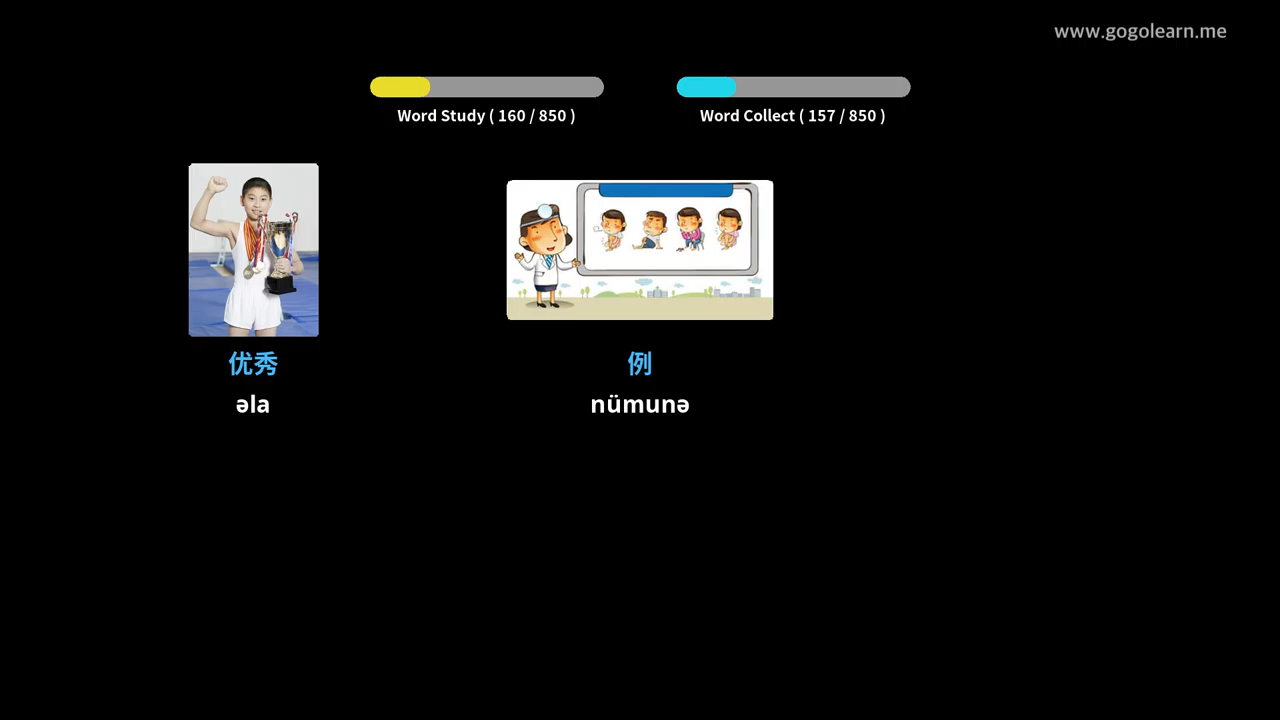 www.gogolearn.me
Word Study ( 160 / 850 )
Word Collect ( 157 / 850 )
优秀
例
əla
nümunə